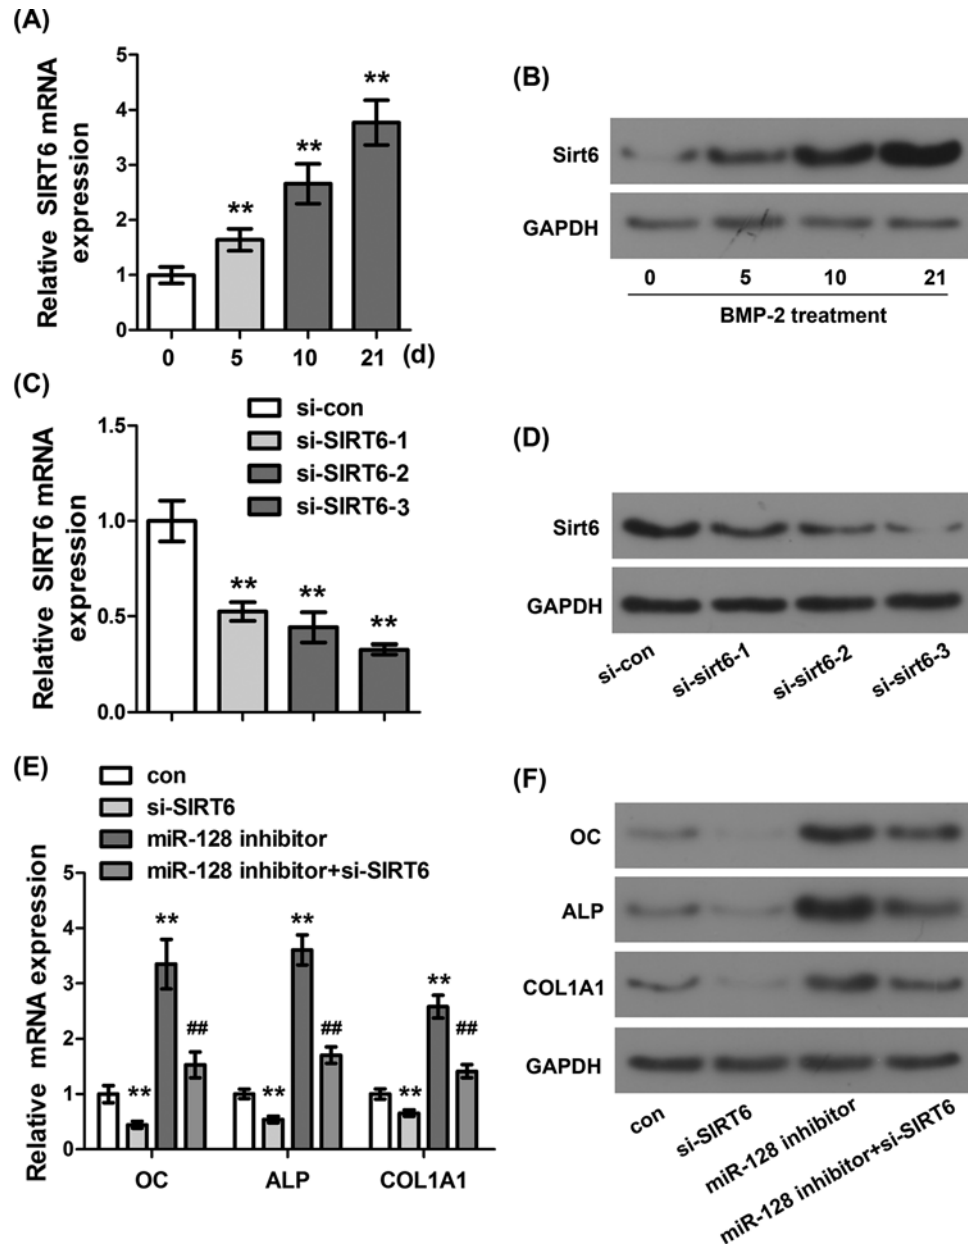 (A)
Relative SIRT6 mRNA
expression
5
4
3
2
1
0
**
**
**
0 5 10 21 (d)
(B)
Sirt6
GAPDH
0 5 10 21
BMP-2 treatment
(C)
si-con
si-SIRT6-1
si-SIRT6-2
si-SIRT6-3
Relative SIRT6 mRNA
expression
1.5
1.0
0.5
0.0
** ** **
(D)
Sirt6
GAPDH
si-con si-sirt6-1 si-sirt6-2 si-sirt6-3
(E)
con
si-SIRT6
miR-128 inhibitor
miR-128 inhibitor+si-SIRT6
Relative mRNA expression
5
4
3
2
1
0
** ** ## ** ** ## ** ** ##
OC ALP COL1A1
(F)
OC
ALP
COL1A1
GAPDH
con si-SIRT6 miR-128 inhibitor miR-128 inhibitor+si-SIRT6